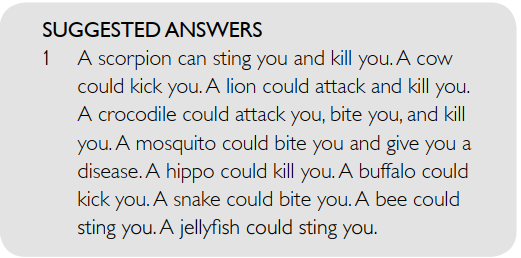 SUGGESTED ANSWERS
1 A scorpion can sting you and kill you. A cow
could kick you. A lion could attack and kill you.
A crocodile could attack you, bite you, and kill
you. A mosquito could bite you and give you a
disease. A hippo could kill you. A buffalo could
kick you. A snake could bite you. A bee could
sting you. A jellyfish could sting you.